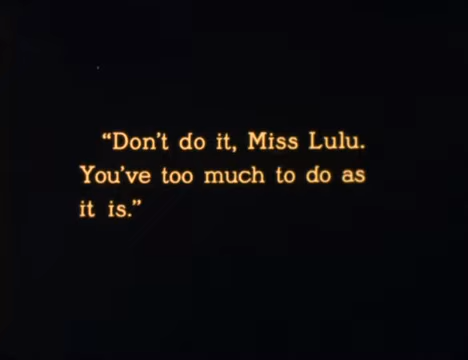 “Don't do it, Miss Lulu.
You've too much to do as
it is.”